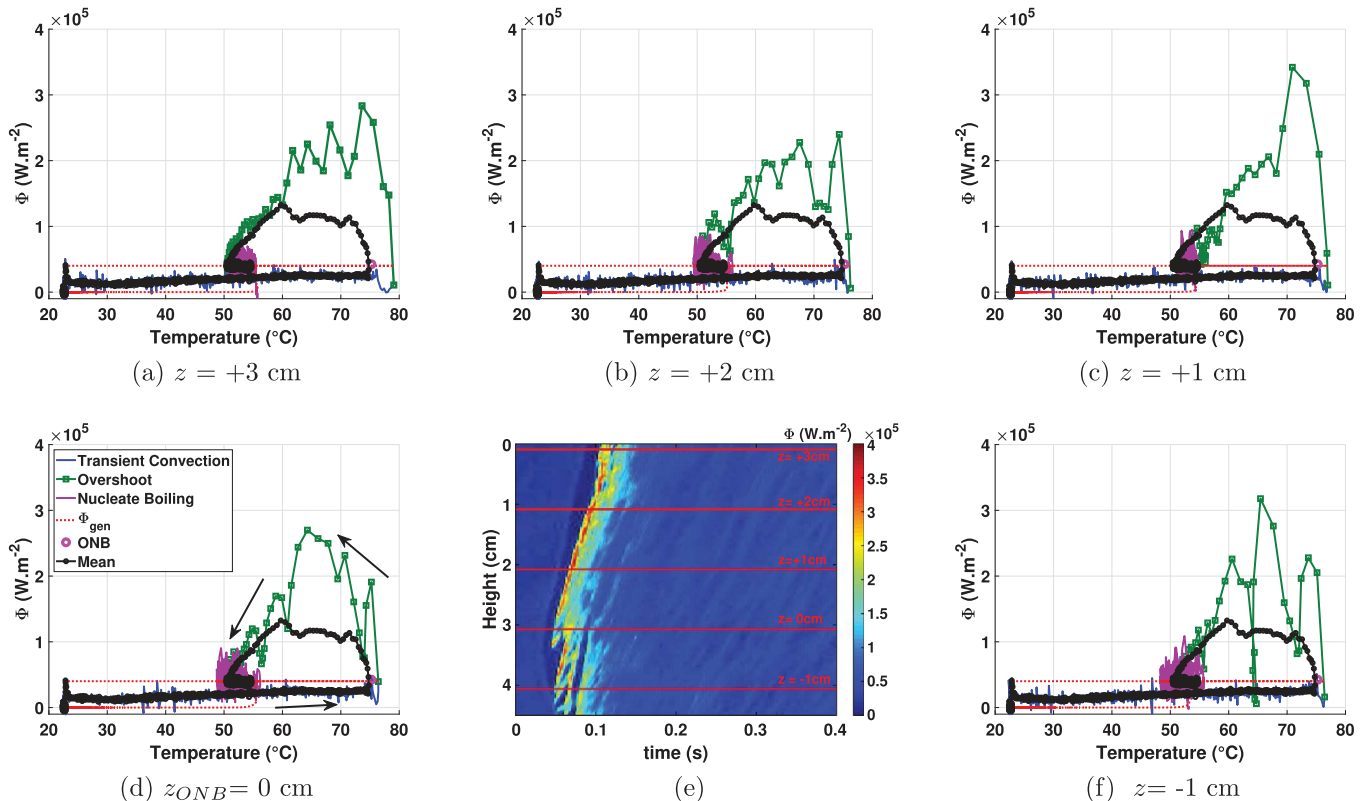 ×10⁵
4
3
2
1
0
Φ (W.m⁻²)
20 30 40 50 60 70 80
Temperature (°C)
(a) z = +3 cm
×10⁵
4
3
2
1
0
Φ (W.m⁻²)
20 30 40 50 60 70 80
Temperature (°C)
(b) z = +2 cm
×10⁵
4
3
2
1
0
Φ (W.m⁻²)
20 30 40 50 60 70 80
Temperature (°C)
(c) z = +1 cm
×10⁵
4
3
2
1
0
Φ (W.m⁻²)
Transient Convection
Overshoot
Nucleate Boiling
Φgen
ONB
Mean
20 30 40 50 60 70 80
Temperature (°C)
(d) zONB= 0 cm
Φ (W.m⁻²) ×10⁵
0
1
2
3
4
Height (cm)
z= +3cm
z= +2cm
z=+1cm
z= 0cm
z = -1cm
4
3.5
3
2.5
2
1.5
1
0.5
0
0 0.1 0.2 0.3 0.4
time (s)
(e)
×10⁵
4
3
2
1
0
Φ (W.m⁻²)
20 30 40 50 60 70 80
Temperature (°C)
(f) z= -1 cm